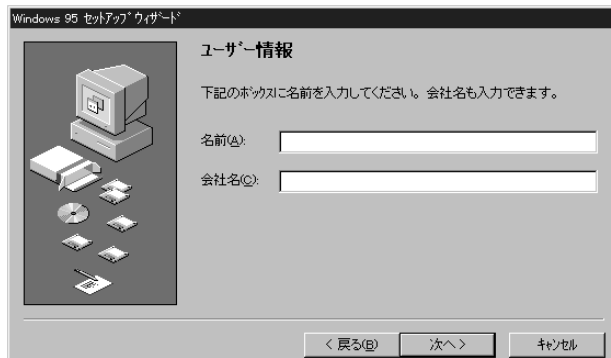 Windows 95 ｾｯﾄｱｯﾌﾟ ｳｨｻﾞｰﾄﾞ
ﾕｰｻﾞｰ情報
下記のﾎﾞｯｸｽに名前を入力してください。会社名も入力できます。
名前(A):
会社名(C):
< 戻る(B)
次へ >
ｷｬﾝｾﾙ